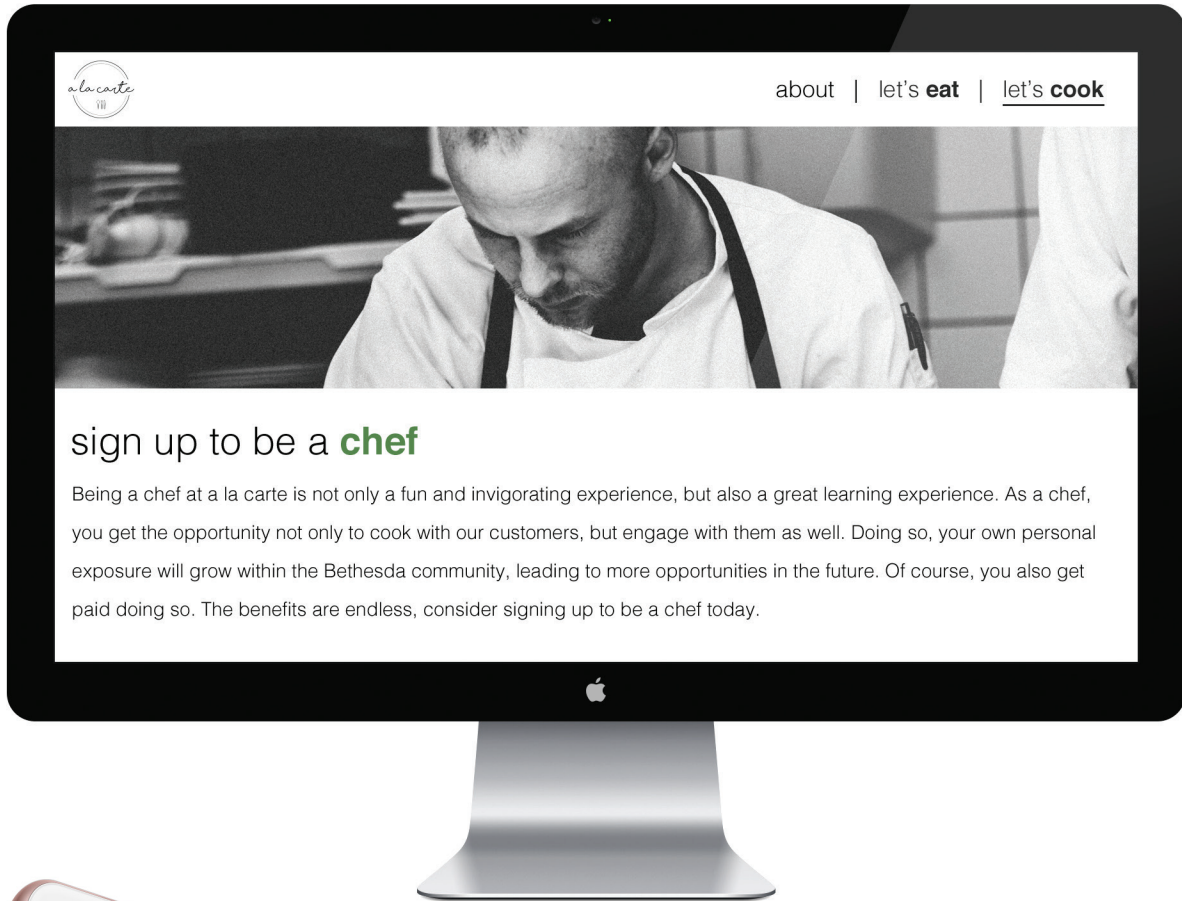 a la carte
about | let's eat | let's cook
sign up to be a chef
Being a chef at a la carte is not only a fun and invigorating experience, but also a great learning experience. As a chef,
you get the opportunity not only to cook with our customers, but engage with them as well. Doing so, your own personal
exposure will grow within the Bethesda community, leading to more opportunities in the future. Of course, you also get
paid doing so. The benefits are endless, consider signing up to be a chef today.